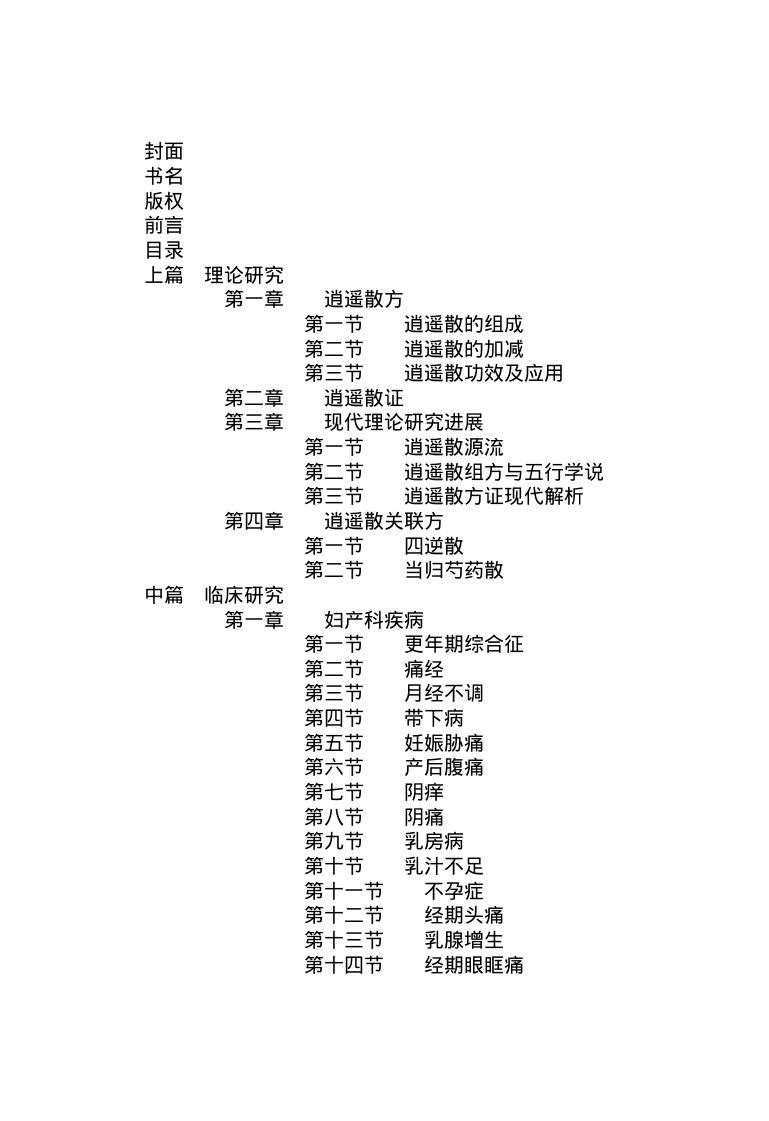 封面
书名
版权
前言
目录
上篇 理论研究
第一章 逍遥散方
第一节 逍遥散的组成
第二节 逍遥散的加减
第三节 逍遥散功效及应用
第二章 逍遥散证
第三章 现代理论研究进展
第一节 逍遥散源流
第二节 逍遥散组方与五行学说
第三节 逍遥散方证现代解析
第四章 逍遥散关联方
第一节 四逆散
第二节 当归芍药散
中篇 临床研究
第一章 妇产科疾病
第一节 更年期综合征
第二节 痛经
第三节 月经不调
第四节 带下病
第五节 妊娠胁痛
第六节 产后腹痛
第七节 阴痒
第八节 阴痛
第九节 乳房病
第十节 乳汁不足
第十一节 不孕症
第十二节 经期头痛
第十三节 乳腺增生
第十四节 经期眼眶痛